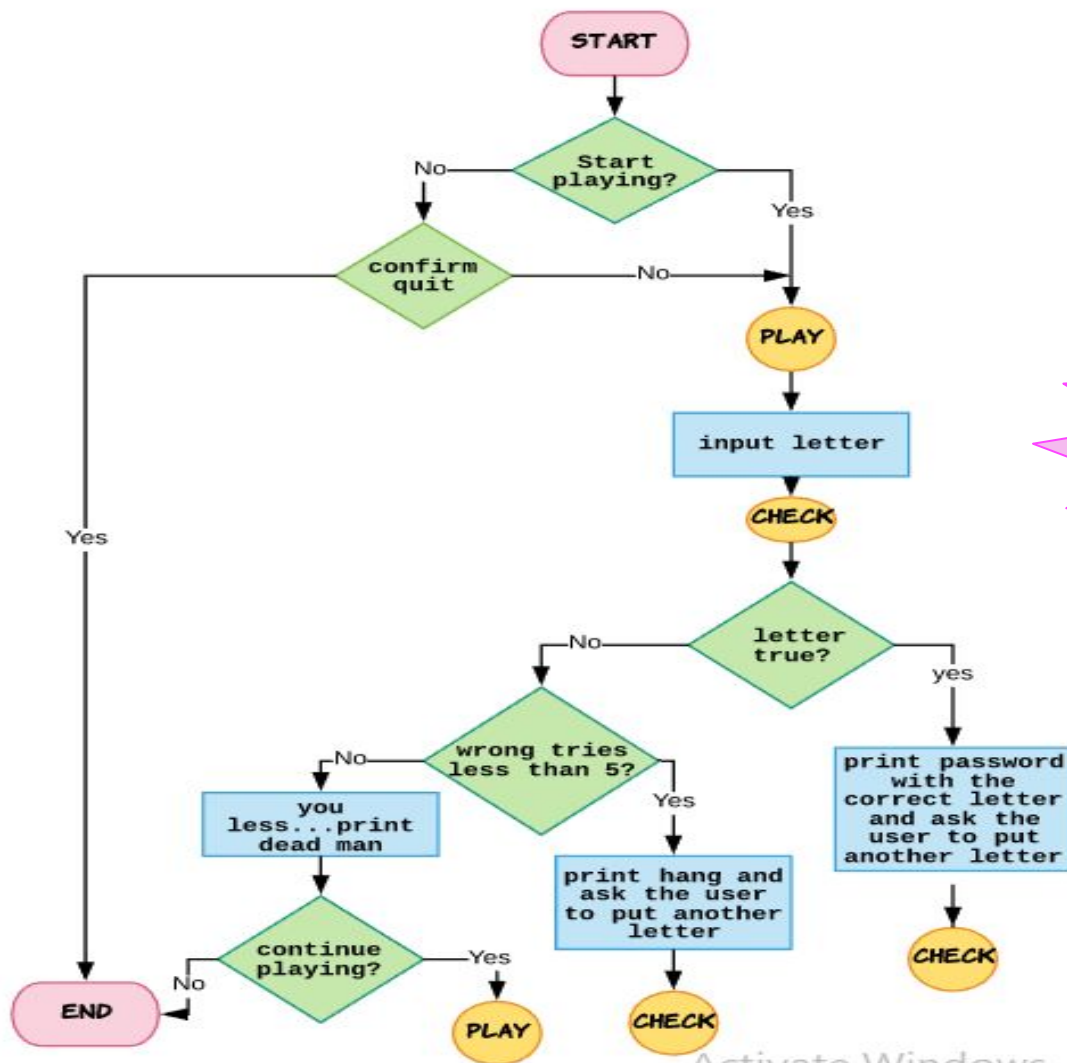 START
Start
playing?
No
Yes
confirm
quit
No
PLAY
input letter
CHECK
Yes
letter
true?
No
yes
wrong tries
less than 5?
No
Yes
print password
with the
correct letter
and ask the
user to put
another letter
you
less...print
dead man
print hang and
ask the user
to put another
letter
continue
playing?
Yes
No
CHECK
END
PLAY
CHECK
Activate Windows